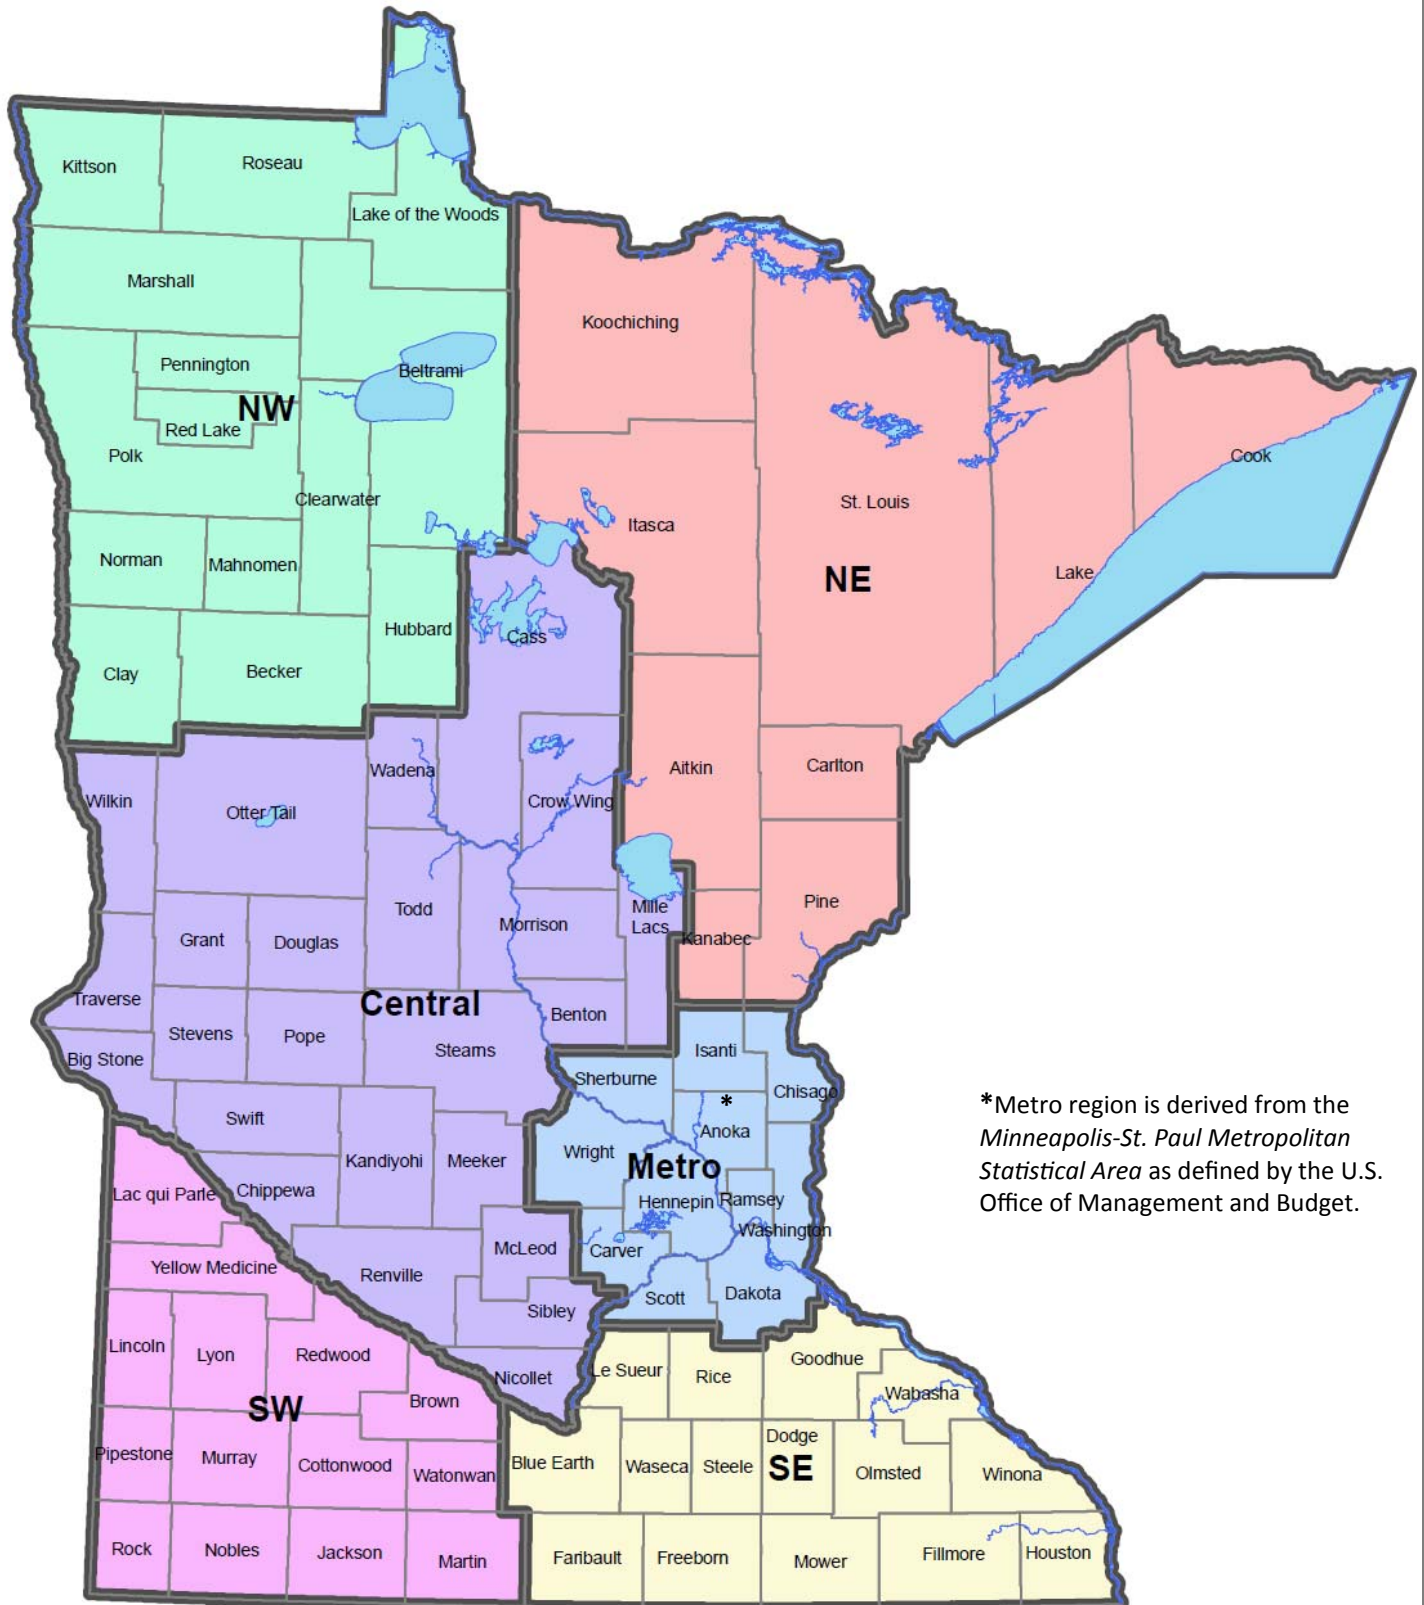 Kittson
Roseau
Lake of the Woods
Marshall
Koochiching
Pennington
Beltrami
NW
Red Lake
Polk
Cook
Clearwater
St. Louis
Itasca
Norman
Mahnomen
Lake
NE
Hubbard
Cass
Clay
Becker
Wadena
Aitkin
Carlton
Wilkin
Otter Tail
Crow Wing
Todd
Morrison
Mille
Lacs
Pine
Grant
Douglas
Kanabec
Traverse
Central
Stevens
Pope
Benton
Big Stone
Stearns
Isanti
Sherburne
Chisago
*
Swift
Anoka
Kandiyohi
Meeker
Wright
Metro
Lac qui Parle
Chippewa
Hennepin
Ramsey
Washington
McLeod
Carver
Yellow Medicine
Renville
Scott
Dakota
Sibley
Lincoln
Lyon
Redwood
Goodhue
Nicollet
Le Sueur
Rice
Wabasha
SW
Brown
Dodge
Pipestone
Murray
Cottonwood
Watonwan
Blue Earth
Waseca
Steele
SE
Olmsted
Winona
Rock
Nobles
Jackson
Martin
Faribault
Freeborn
Mower
Fillmore
Houston
*Metro region is derived from the
Minneapolis-St. Paul Metropolitan
Statistical Area as defined by the U.S.
Office of Management and Budget.